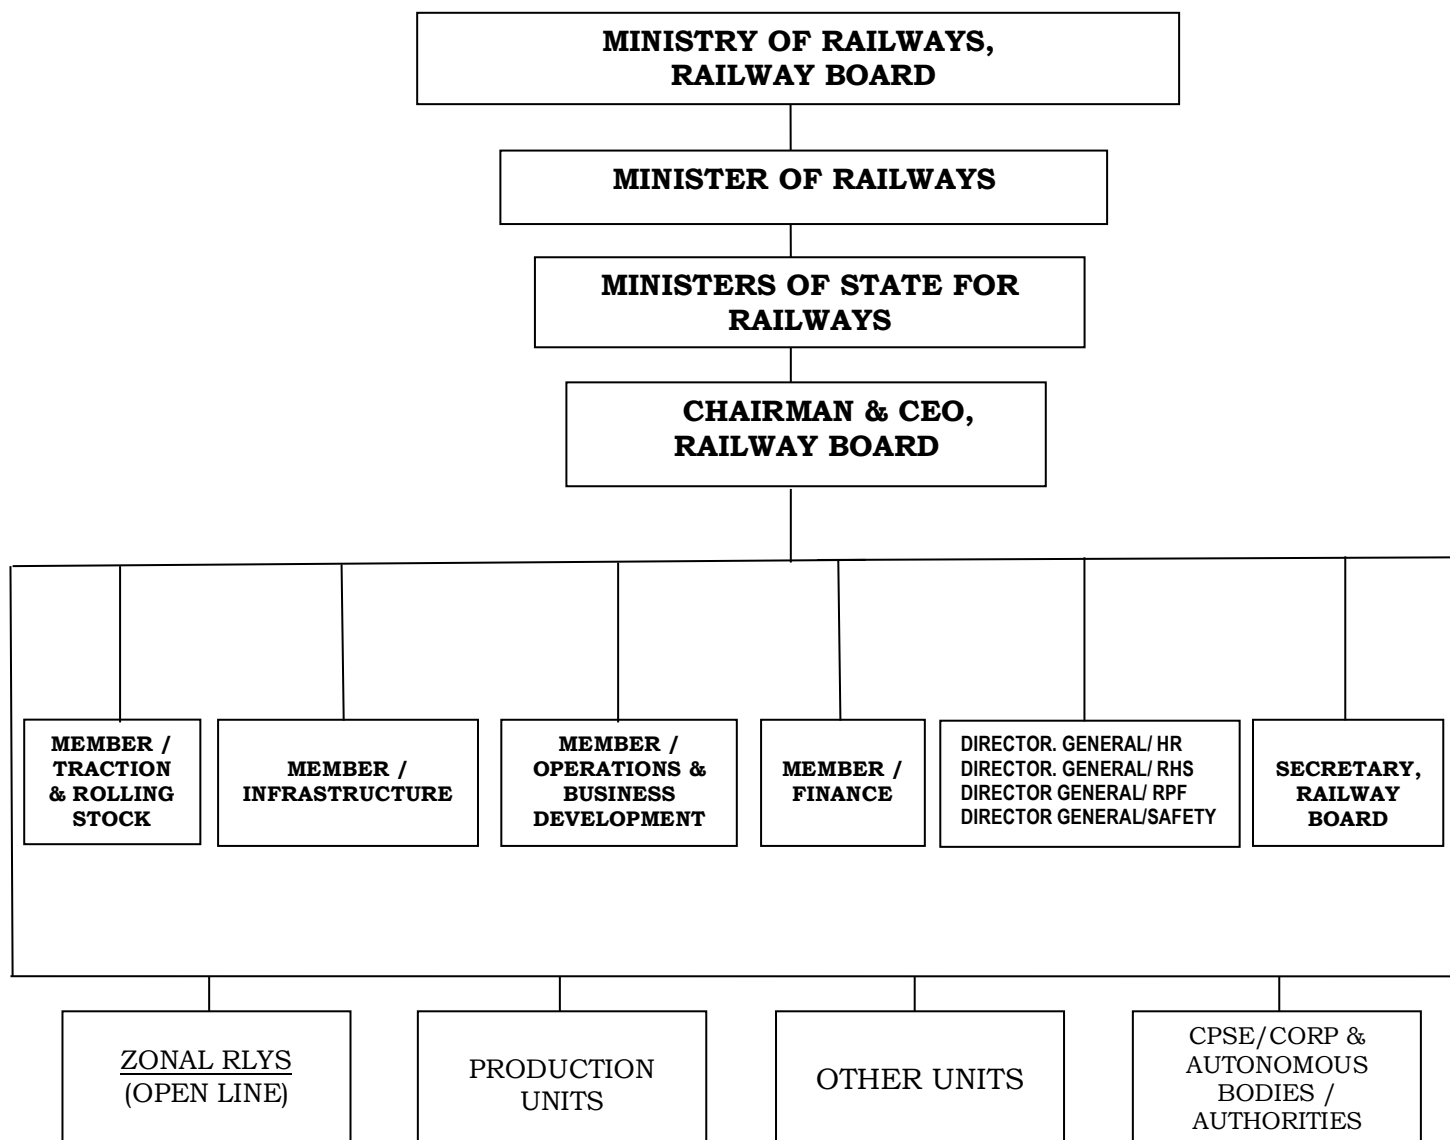 MINISTRY OF RAILWAYS,
RAILWAY BOARD
MINISTER OF RAILWAYS
MINISTERS OF STATE FOR
RAILWAYS
CHAIRMAN & CEO,
RAILWAY BOARD
MEMBER /
TRACTION
& ROLLING
STOCK
MEMBER /
INFRASTRUCTURE
MEMBER /
OPERATIONS &
BUSINESS
DEVELOPMENT
MEMBER /
FINANCE
DIRECTOR. GENERAL/ HR
DIRECTOR. GENERAL/ RHS
DIRECTOR GENERAL/ RPF
DIRECTOR GENERAL/SAFETY
SECRETARY,
RAILWAY
BOARD
ZONAL RLYS
(OPEN LINE)
PRODUCTION
UNITS
OTHER UNITS
CPSE/CORP &
AUTONOMOUS
BODIES /
AUTHORITIES